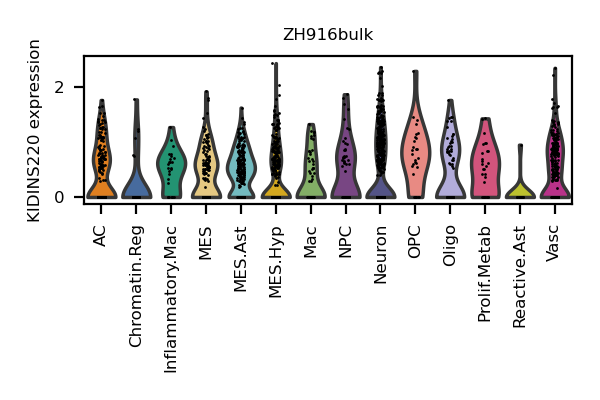 ZH916bulk
KIDINS220 expression
2
0
AC
Chromatin.Reg
Inflammatory.Mac
MES
MES.Ast
MES.Hyp
Mac
NPC
Neuron
OPC
Oligo
Prolif.Metab
Reactive.Ast
Vasc